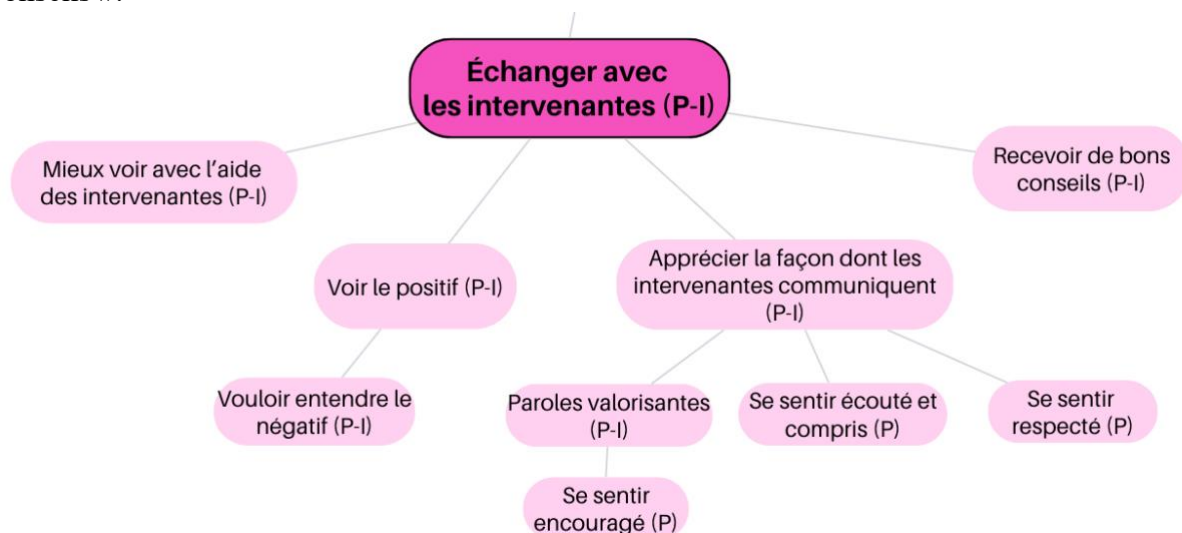 Échanger avec
les intervenantes (P-I)
Mieux voir avec l'aide
des intervenantes (P-I)
Recevoir de bons
conseils (P-I)
Voir le positif (P-I)
Apprécier la façon dont les
intervenantes communiquent
(P-I)
Vouloir entendre le
négatif (P-I)
Paroles valorisantes
(P-I)
Se sentir écouté et
compris (P)
Se sentir
respecté (P)
Se sentir
encouragé (P)